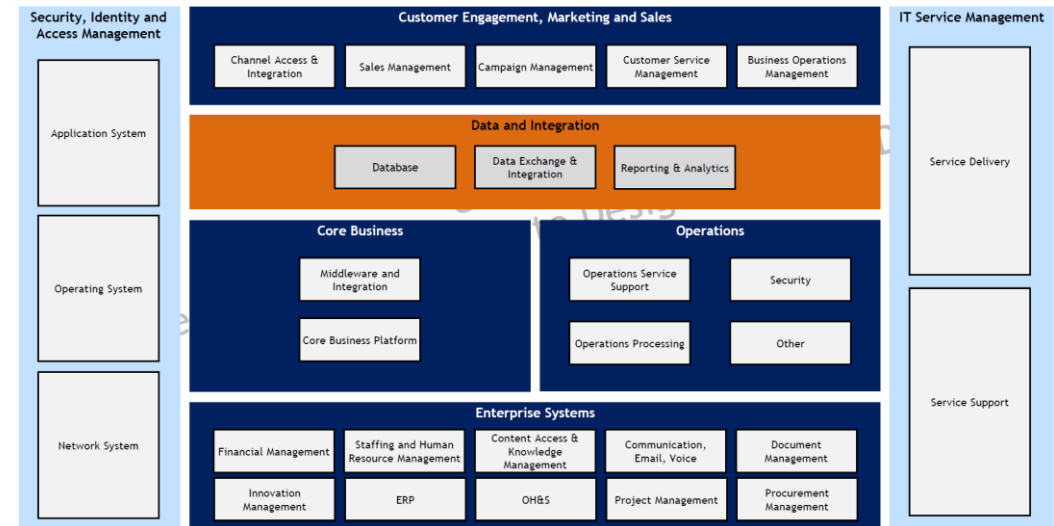 Security, Identity and
Access Management
Application System
Operating System
Network System
Customer Engagement, Marketing and Sales
Channel Access &
Integration
Sales Management
Campaign Management
Customer Service
Management
Business Operations
Management
Data and Integration
Database
Data Exchange &
Integration
Reporting & Analytics
Core Business
Middleware and
Integration
Core Business Platform
Operations
Operations Service
Support
Security
Operations Processing
Other
Enterprise Systems
Financial Management
Staffing and Human
Resource Management
Content Access &
Knowledge
Management
Communication,
Email, Voice
Document
Management
Innovation
Management
ERP
OH&S
Project Management
Procurement
Management
IT Service Management
Service Delivery
Service Support